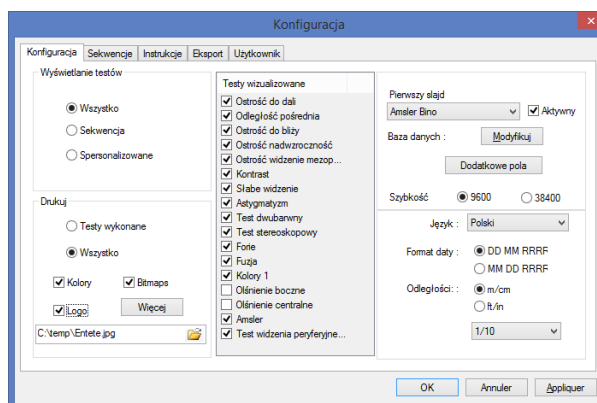 Konfiguracja
Konfiguracja Sekwencje Instrukcje Eksport Użytkownik
Wyświetlanie testów
Wszystko
Sekwencja
Spersonalizowane
Drukuj
Testy wykonane
Wszystko
Kolory Bitmaps
Logo Więcej
C:\temp\Entete.jpg
Testy wizualizowane
Ostrość do dali
Odległość pośrednia
Ostrość do bliży
Ostrość nadwzroczność
Ostrość widzenie mezop...
Kontrast
Słabe widzenie
Astygmatyzm
Test dwubarwny
Test stereoskopowy
Forie
Fuzja
Kolory 1
Olśnienie boczne
Olśnienie centralne
Amsler
Test widzenia peryferyjne...
Pierwszy slajd
Amsler Bino Aktywny
Baza danych : Modyfikuj
Dodatkowe pola
Szybkość 9600 38400
Język : Polski
Format daty : DD MM RRRF
MM DD RRRF
Odległości: : m/cm
ft/in
1/10
OK Annuler Appliquer